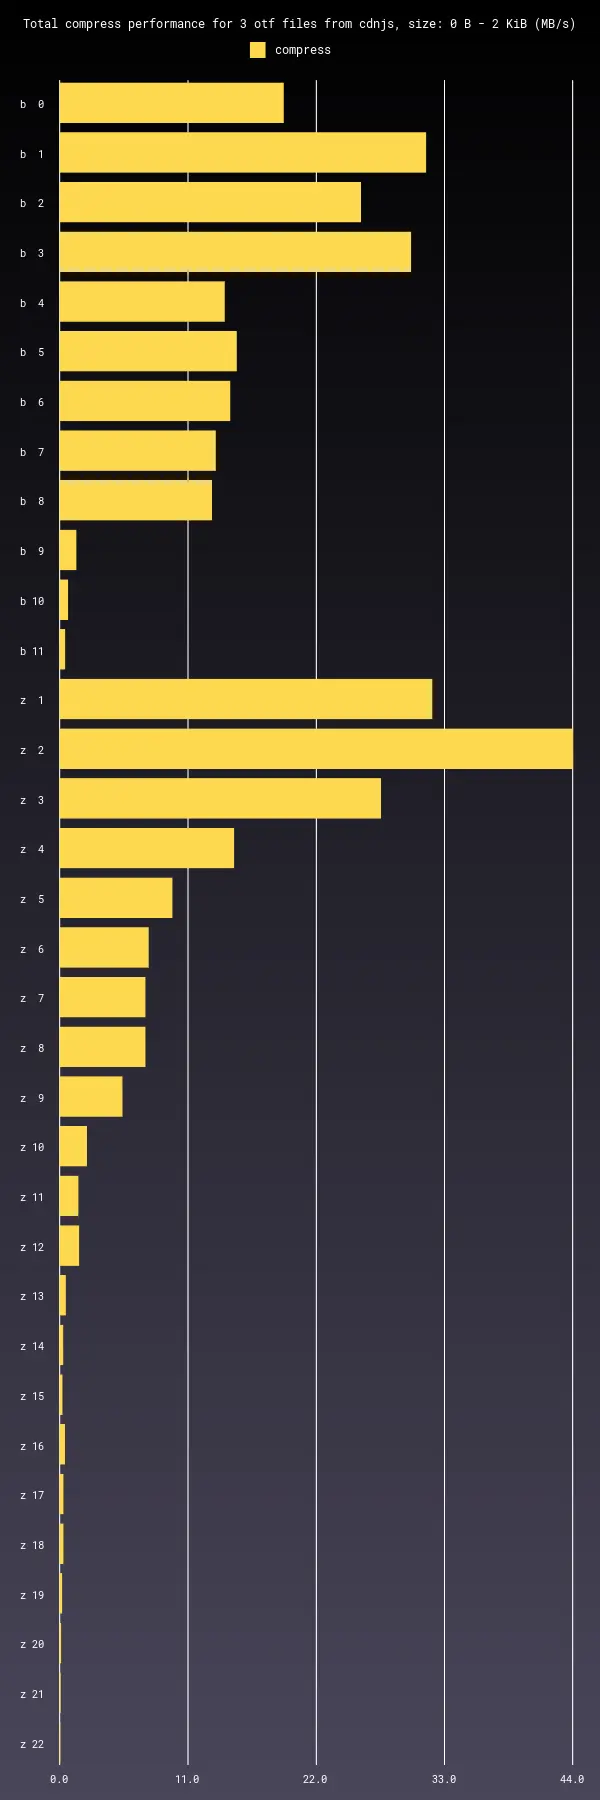 Total compress performance for 3 otf files from cdnjs, size: 0 B - 2 KiB (MB/s)
compress
b 0
b 1
b 2
b 3
b 4
b 5
b 6
b 7
b 8
b 9
b 10
b 11
z 1
z 2
z 3
z 4
z 5
z 6
z 7
z 8
z 9
z 10
z 11
z 12
z 13
z 14
z 15
z 16
z 17
z 18
z 19
z 20
z 21
z 22
0.0 11.0 22.0 33.0 44.0